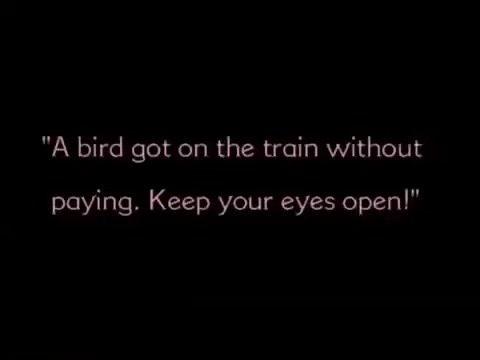 "A bird got on the train without
paying. Keep your eyes open!"